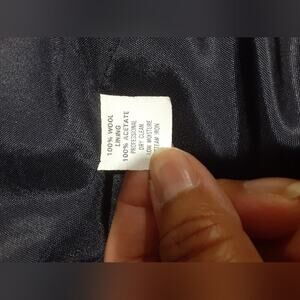 100% WOOL
LINING
100% ACETATE
PROFESSIONAL
DRY CLEAN,
LOW MOISTURE
STEAM IRON